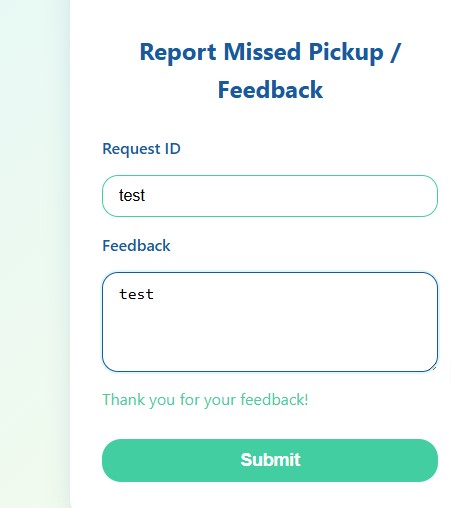 Report Missed Pickup /
Feedback
Request ID
test
Feedback
test
Thank you for your feedback!
Submit